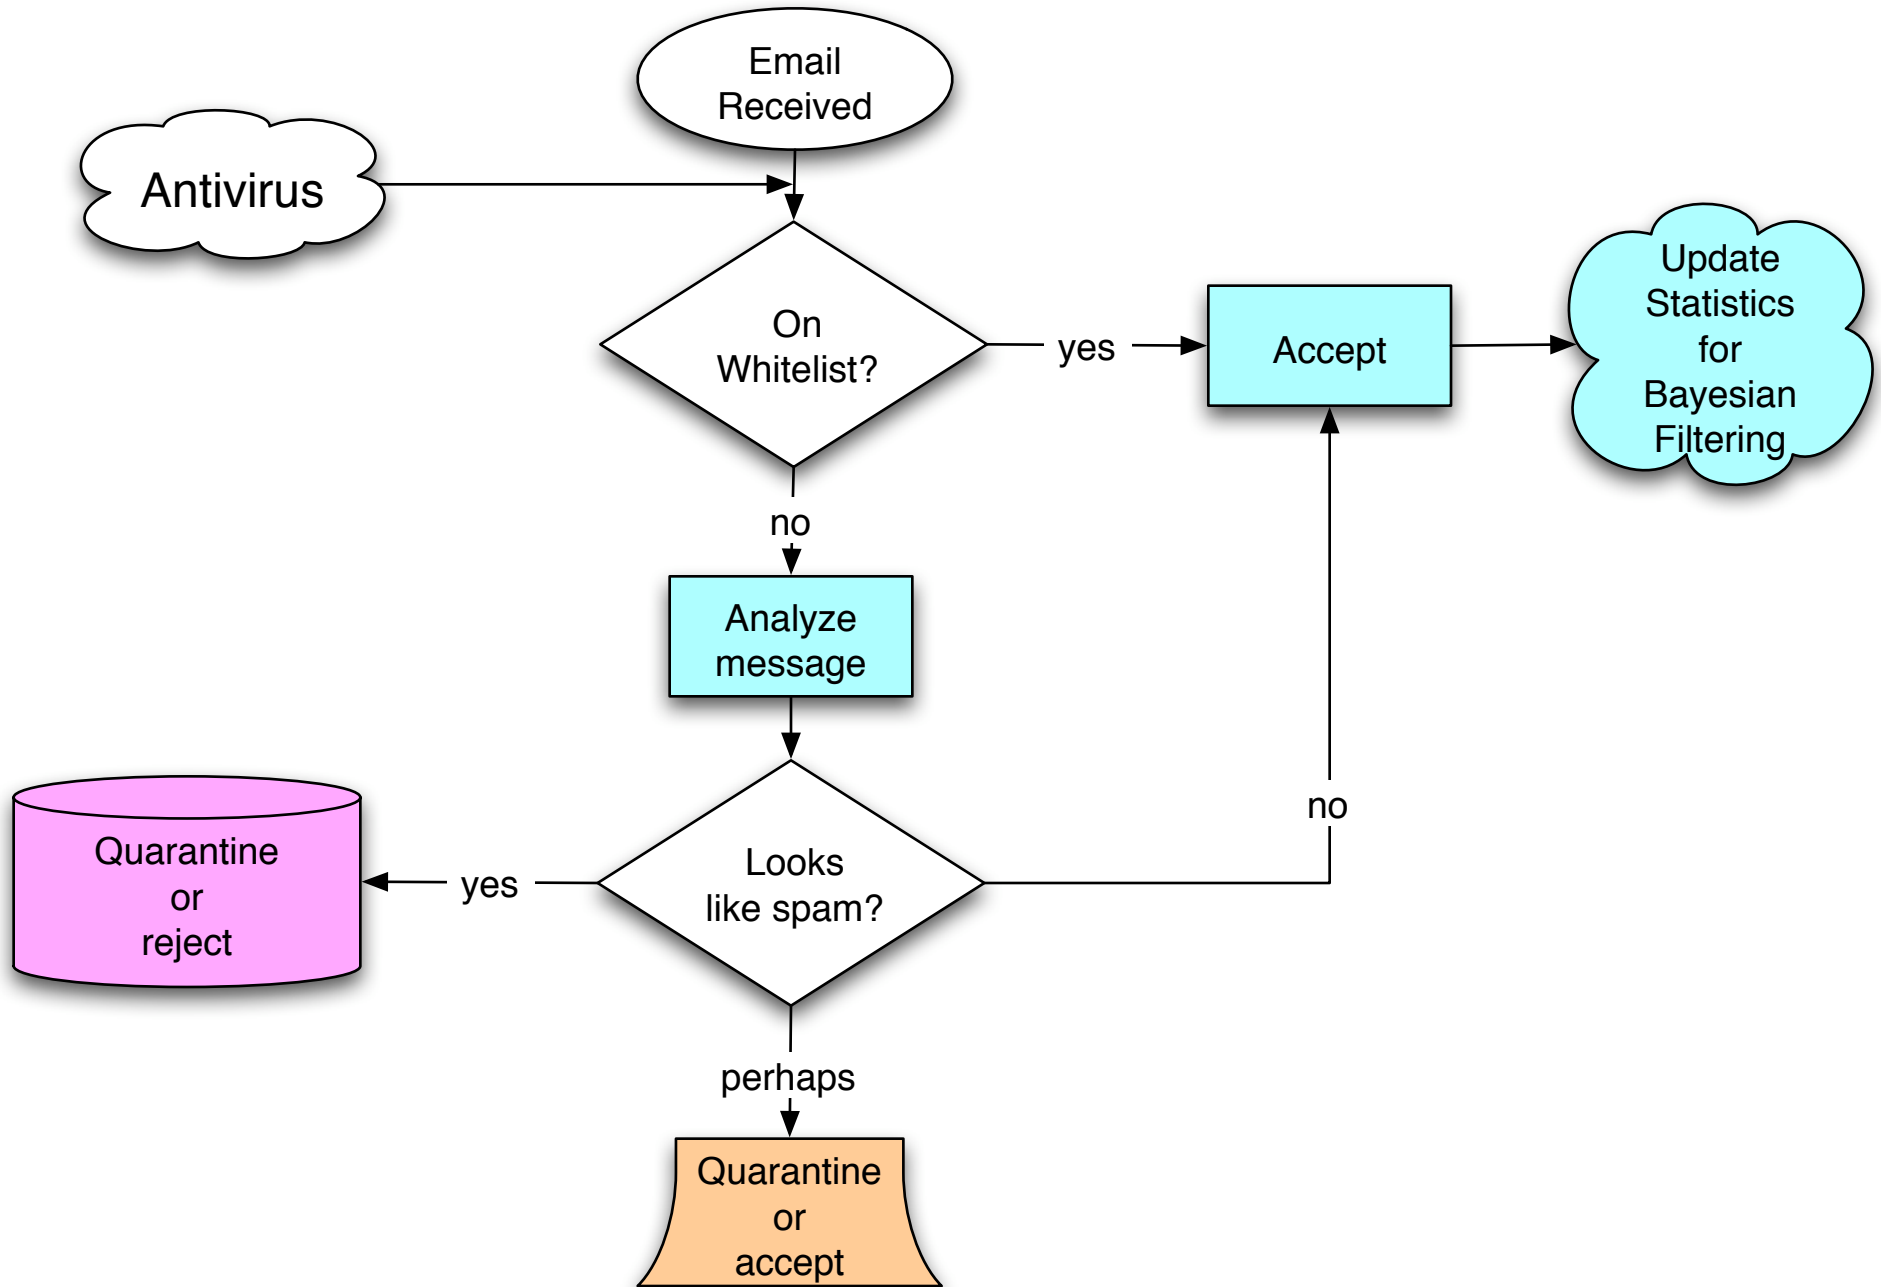 Email
Received
Antivirus
On
Whitelist?
yes
Accept
Update
Statistics
for
Bayesian
Filtering
no
Analyze
message
Looks
like spam?
yes
Quarantine
or
reject
no
perhaps
Quarantine
or
accept